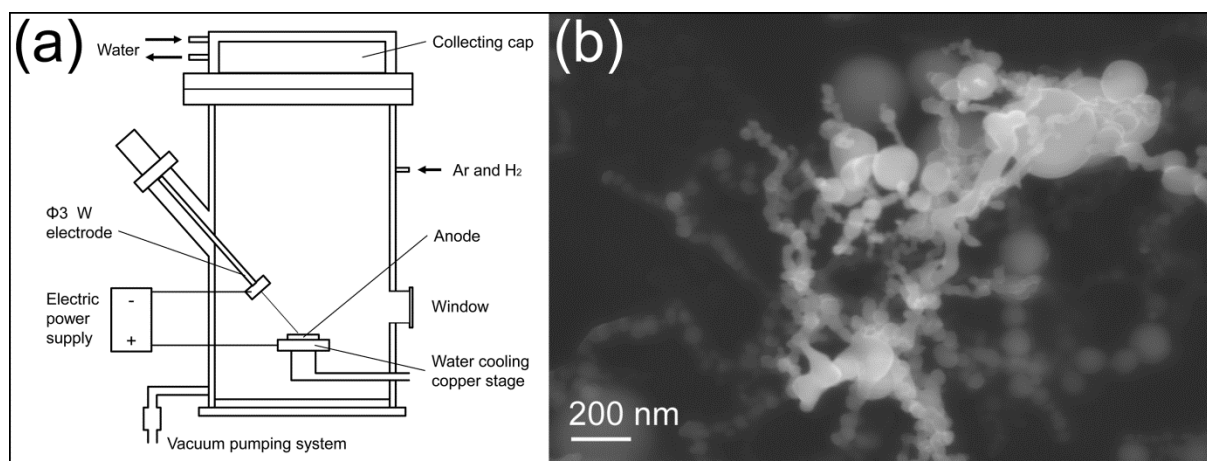 (a)
Water
Collecting cap
Ar and H₂
Φ3 W
electrode
Anode
Electric
power
supply
-
+
Window
Water cooling
copper stage
Vacuum pumping system
(b)
200 nm